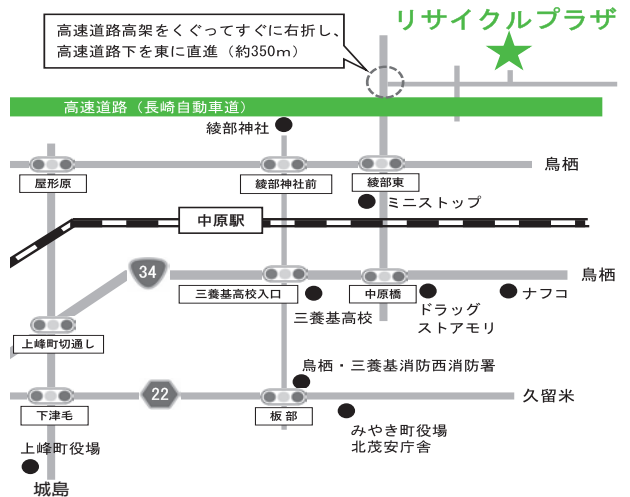 リサイクルプラザ
高速道路高架をくぐってすぐに右折し、
高速道路下を東に直進（約350m）
高速道路（長崎自動車道）
綾部神社
鳥栖
屋形原
綾部神社前
綾部東
ミニストップ
中原駅
34
鳥栖
三養基高校入口
中原橋
ナフコ
三養基高校
ドラッグ
ストアモリ
上峰町切通し
鳥栖・三養基消防西消防署
22
久留米
下津毛
板部
みやき町役場
北茂安庁舎
上峰町役場
城島